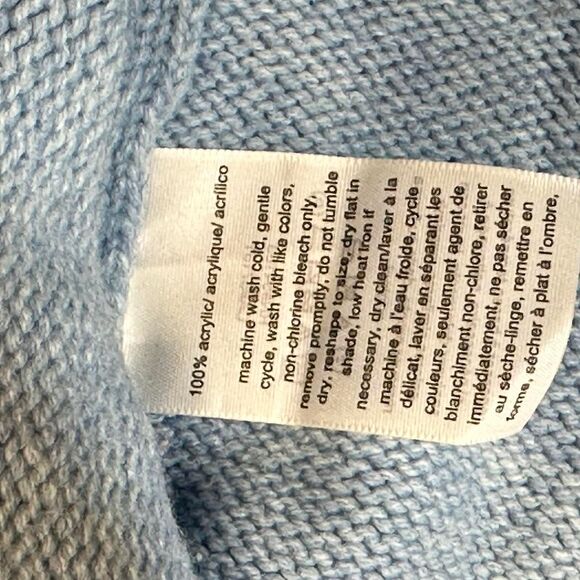 100% acrylic/ acrylique/ acrilico
machine wash cold, gentle
cycle, wash with like colors,
non-chlorine bleach only,
remove promptly, do not tumble
dry, reshape to size, dry flat in
shade, low heat iron if
necessary, dry clean/laver à la
machine à l'eau froide, cycle
délicat, laver en séparant les
couleurs, seulement agent de
blanchiment non-chlore, retirer
immédiatement, ne pas sécher
au sèche-linge, remettre en
forme, sécher à plat à l'ombre,